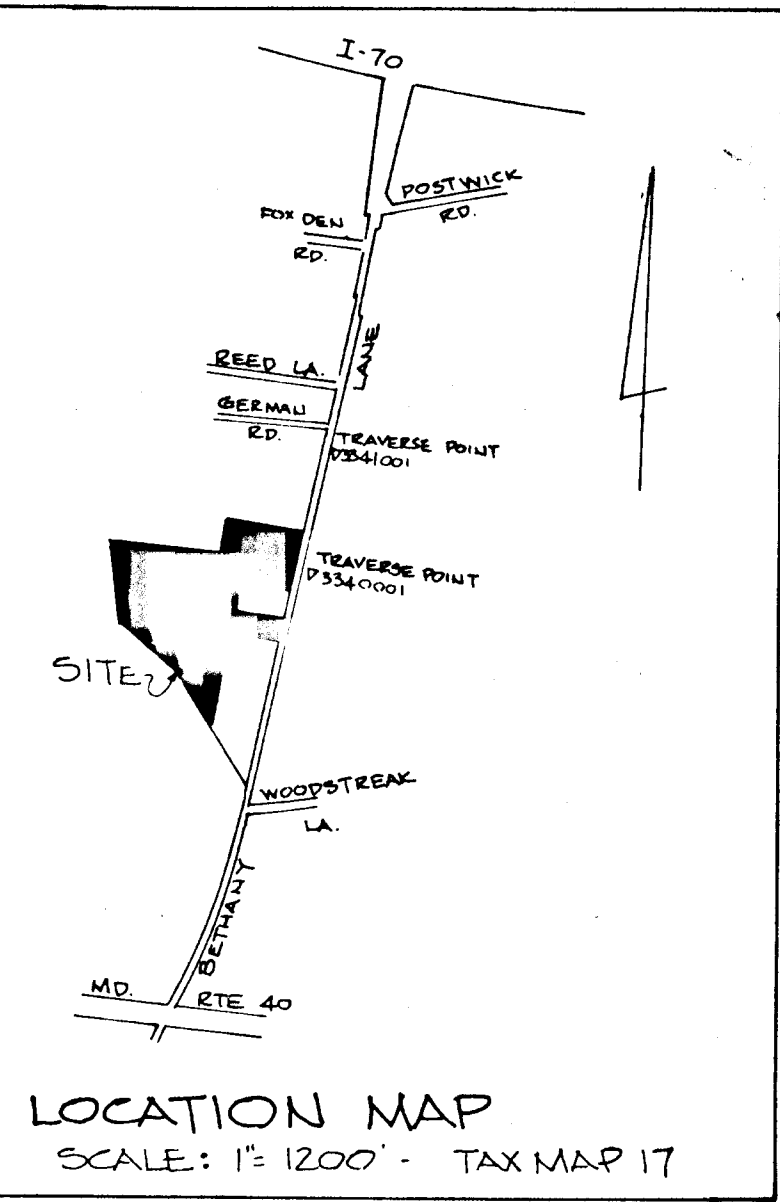 I-70
POSTWICK
RD.
FOX DEN
RD.
LANE
REED LA.
GERMAN
RD.
TRAVERSE POINT
D3341001
TRAVERSE POINT
D3340001
SITE
WOODSTREAK
LA.
BETHANY
MD. RTE 40
LOCATION MAP
SCALE: 1"= 1200' - TAX MAP 17